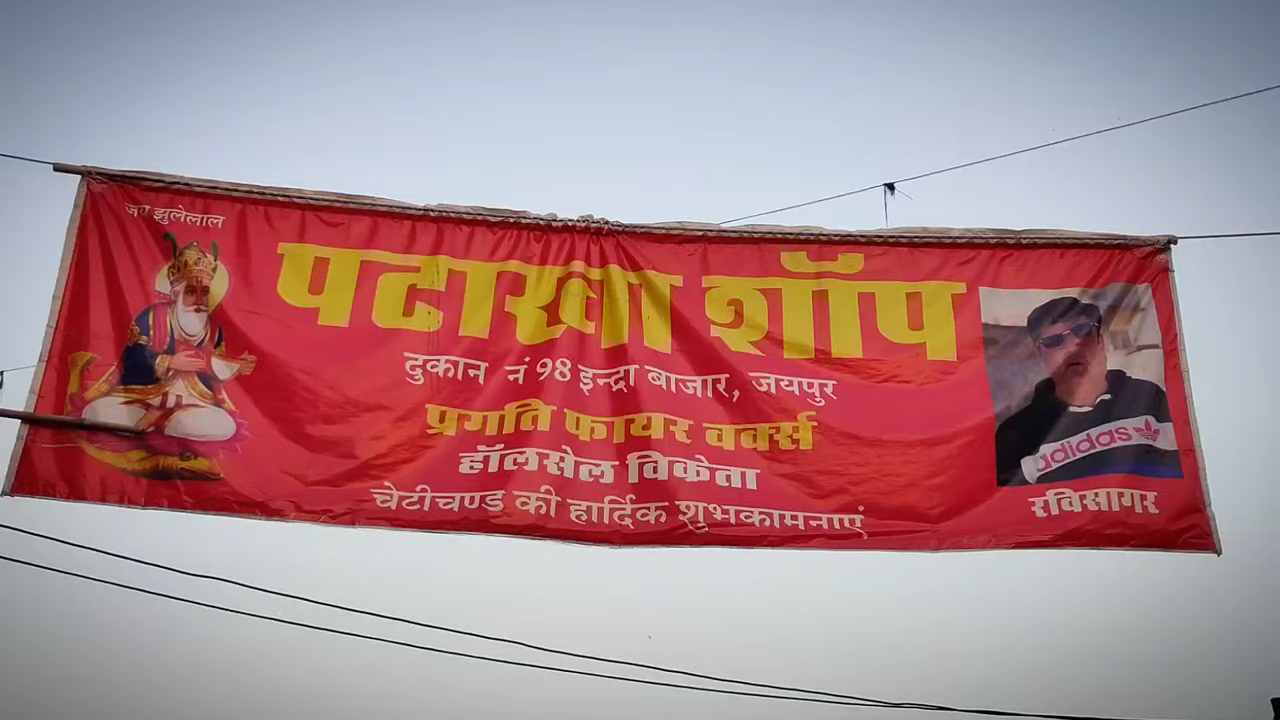 जय झुलेलाल
पटाखा शॉप
दुकान नं 98 इन्द्रा बाजार, जयपुर
प्रगति फायर वर्क्स
हॉलसेल विक्रेता
चेटीचण्ड की हार्दिक शुभकामनाएं
adidas
रविसागर